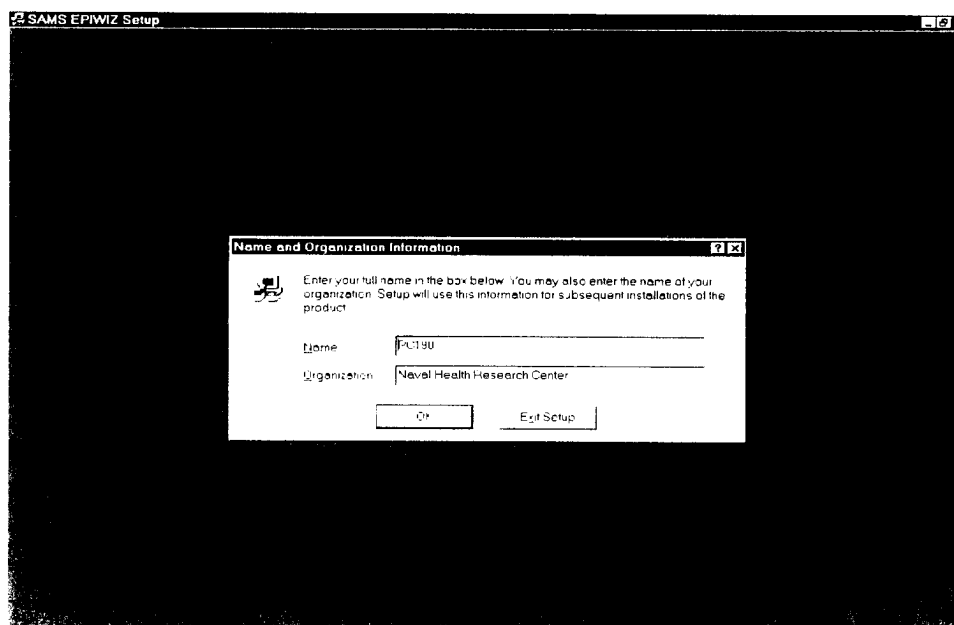 SAMS EPIWIZ Setup
Name and Organization Information
Enter your full name in the box below. You may also enter the name of your
organization. Setup will use this information for subsequent installations of the
product.
Name
PC190
Organization
Naval Health Research Center
OK
Exit Setup